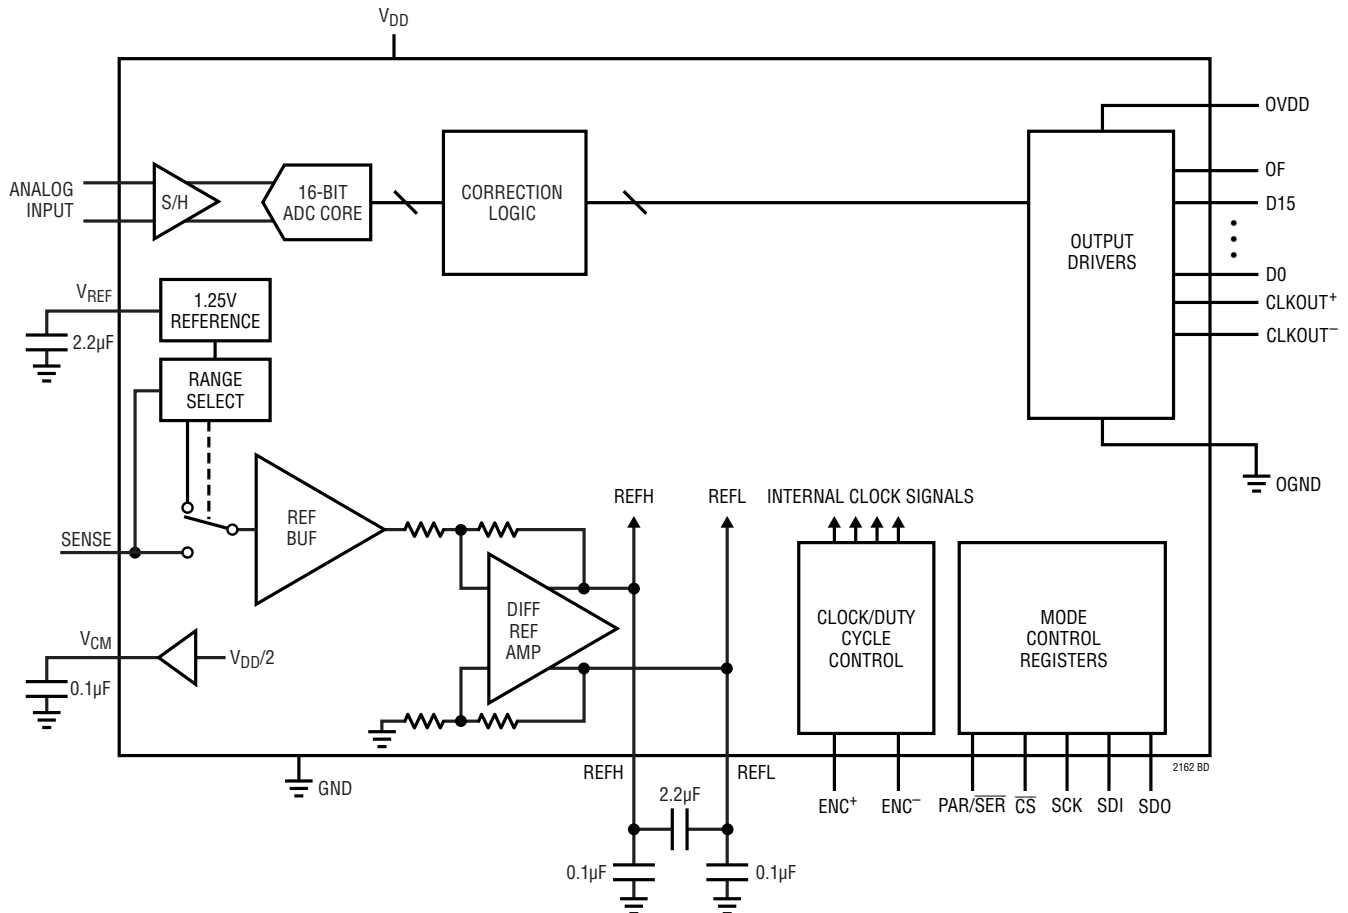 VDD
OVDD
OF
D15
D0
CLKOUT+
CLKOUT–
OGND
ANALOG
INPUT
S/H
16-BIT
ADC CORE
CORRECTION
LOGIC
OUTPUT
DRIVERS
VREF
2.2µF
1.25V
REFERENCE
RANGE
SELECT
SENSE
REF
BUF
REFH
REFL
INTERNAL CLOCK SIGNALS
DIFF
REF
AMP
CLOCK/DUTY
CYCLE
CONTROL
MODE
CONTROL
REGISTERS
VCM
VDD/2
0.1µF
GND
REFH
REFL
2.2µF
0.1µF
0.1µF
ENC+
ENC–
PAR/SER
CS
SCK
SDI
SDO
2162 BD